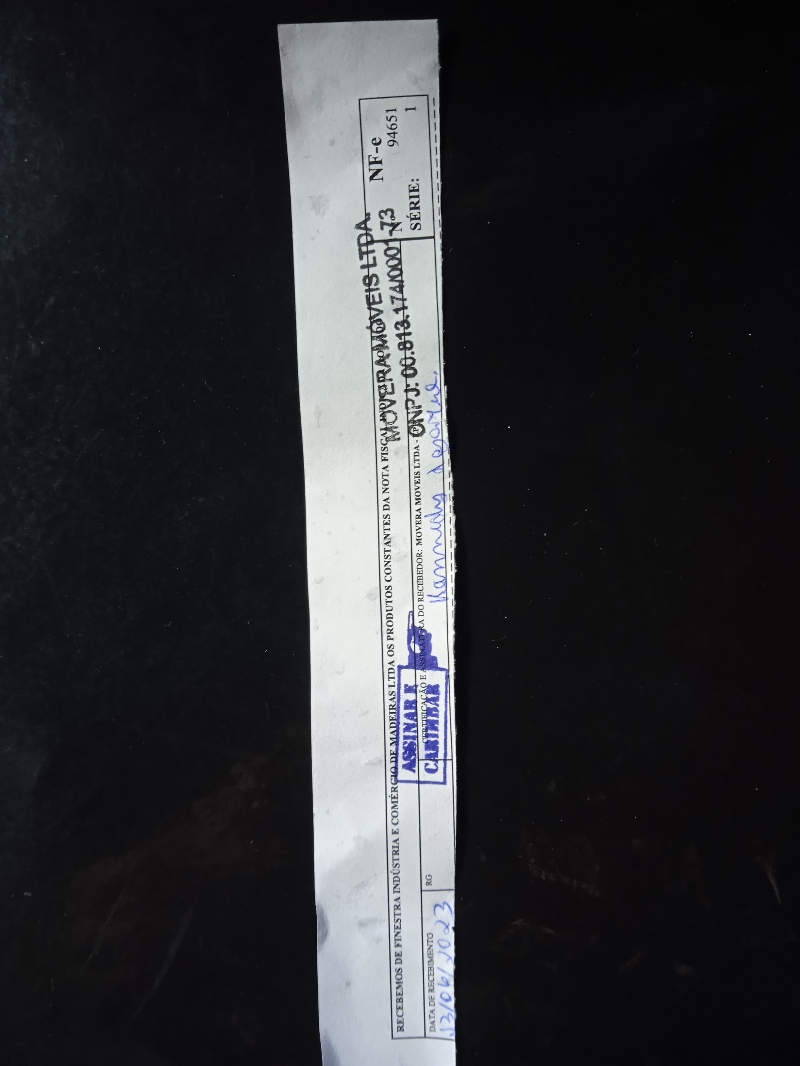 RECEBEMOS DE FINESTRA INDÚSTRIA E COMÉRCIO DE MADEIRAS LTDA OS PRODUTOS CONSTANTES DA NOTA FISCAL
MOVERA MÓVEIS LTDA.
CNPJ: 00.813.174/0001-73
NF-e
Nº 94651
SÉRIE: 1
ASSINAR E
CARIMBAR
DATA DE RECEBIMENTO
13/06/2023
RG
CERTIFICAÇÃO E ASSINATURA DO RECEBEDOR: MOVERA MOVEIS LTDA -